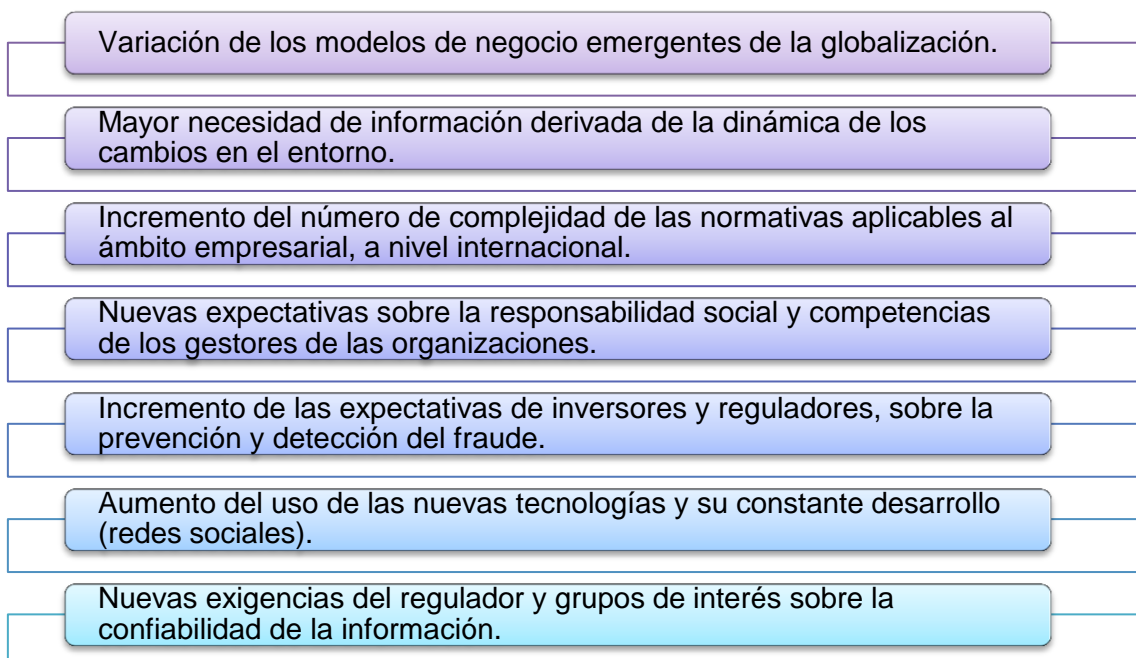 Variación de los modelos de negocio emergentes de la globalización.
Mayor necesidad de información derivada de la dinámica de los
cambios en el entorno.
Incremento del número de complejidad de las normativas aplicables al
ámbito empresarial, a nivel internacional.
Nuevas expectativas sobre la responsabilidad social y competencias
de los gestores de las organizaciones.
Incremento de las expectativas de inversores y reguladores, sobre la
prevención y detección del fraude.
Aumento del uso de las nuevas tecnologías y su constante desarrollo
(redes sociales).
Nuevas exigencias del regulador y grupos de interés sobre la
confiabilidad de la información.